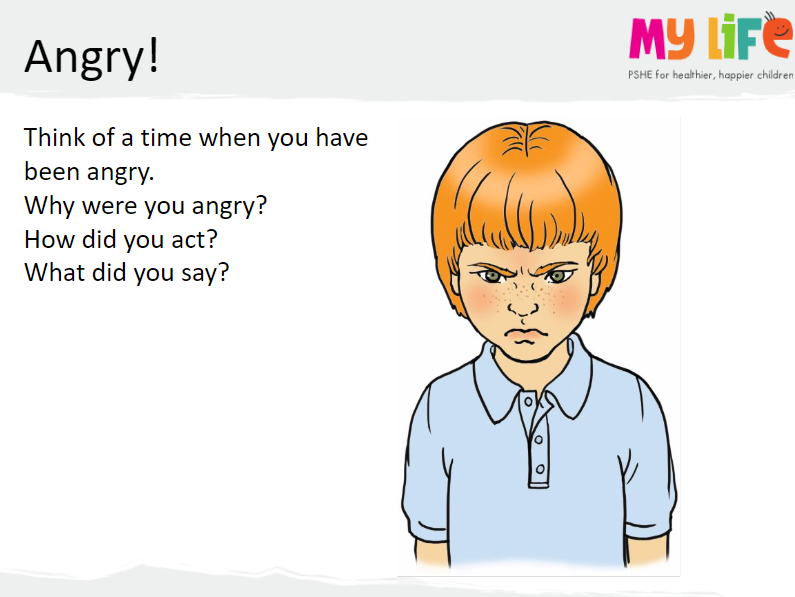 Angry!
MY LiFe
PSHE for healthier, happier children
Think of a time when you have
been angry.
Why were you angry?
How did you act?
What did you say?